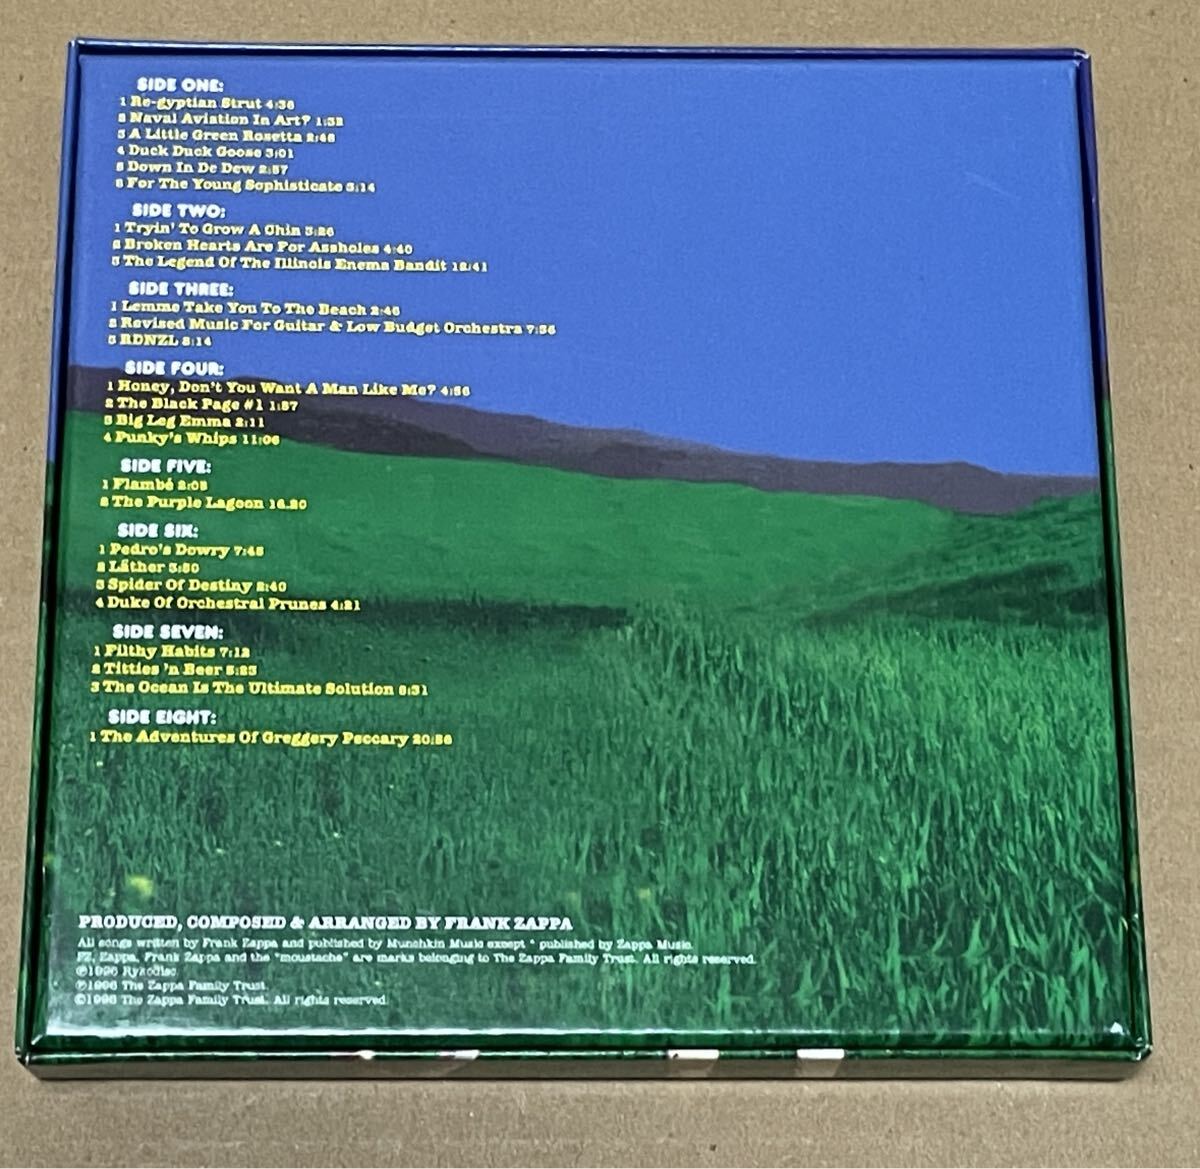 SIDE ONE:
1 Re-gyptian Strut 4:36
2 Naval Aviation In Art? 1:32
3 A Little Green Rosetta 2:48
4 Duck Duck Goose 3:01
5 Down In De Dew 2:57
6 For The Young Sophisticate 3:14
SIDE TWO:
1 Tryin' To Grow A Chin 3:26
2 Broken Hearts Are For Assholes 4:40
3 The Legend Of The Illinois Enema Bandit 12:41
SIDE THREE:
1 Lemme Take You To The Beach 2:46
2 Revised Music For Guitar & Low Budget Orchestra 7:36
3 RDNZL 8:14
SIDE FOUR:
1 Honey, Don't You Want A Man Like Me? 4:56
2 The Black Page #1 1:57
3 Big Leg Emma 2:11
4 Punky's Whips 11:06
SIDE FIVE:
1 Flambé 2:05
2 The Purple Lagoon 16.20
SIDE SIX:
1 Pedro's Dowry 7:45
2 Läther 3:50
3 Spider Of Destiny 2:40
4 Duke Of Orchestral Prunes 4:21
SIDE SEVEN:
1 Filthy Habits 7:12
2 Titties 'n Beer 5:23
3 The Ocean Is The Ultimate Solution 8:31
SIDE EIGHT:
1 The Adventures Of Greggery Peccary 20:56
PRODUCED, COMPOSED & ARRANGED BY FRANK ZAPPA
All songs written by Frank Zappa and published by Munchkin Music except * published by Zappa Music.
FZ, Zappa, Frank Zappa and the "moustache" are marks belonging to The Zappa Family Trust. All rights reserved.
℗1996 Rykodisc.
℗1996 The Zappa Family Trust.
©1996 The Zappa Family Trust. All rights reserved.